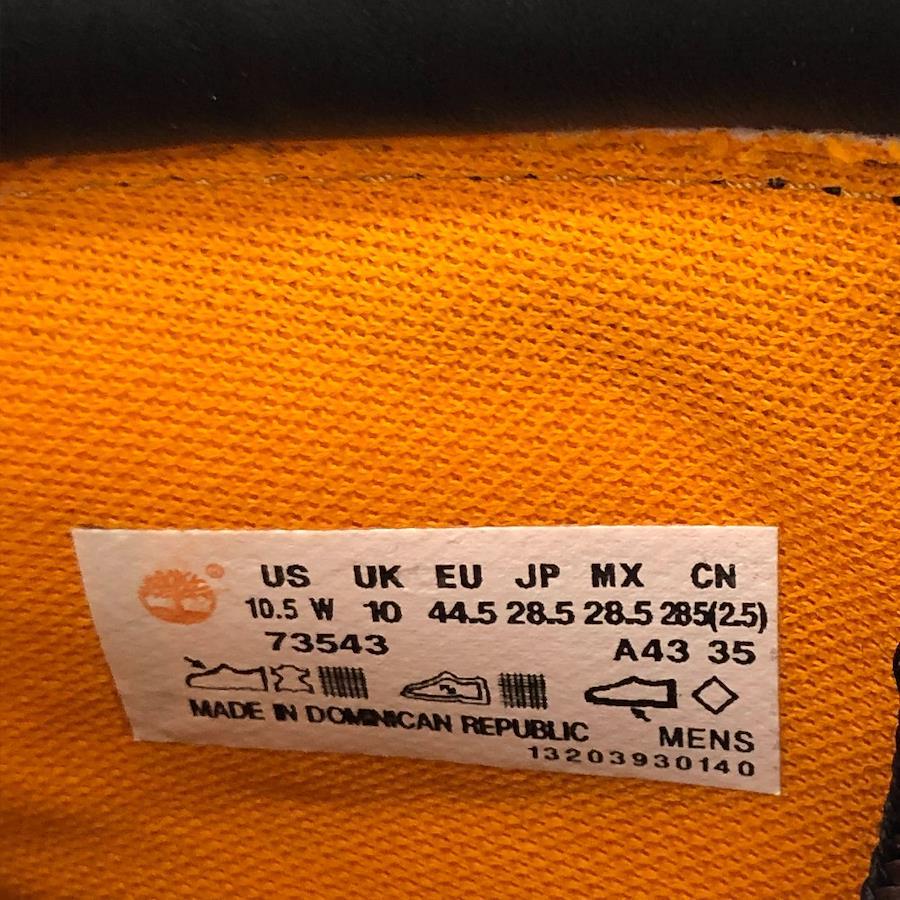 US UK EU JP MX CN
10.5 W 10 44.5 28.5 28.5 285(2.5)
73543 A43 35
MADE IN DOMINICAN REPUBLIC MENS
13203930140